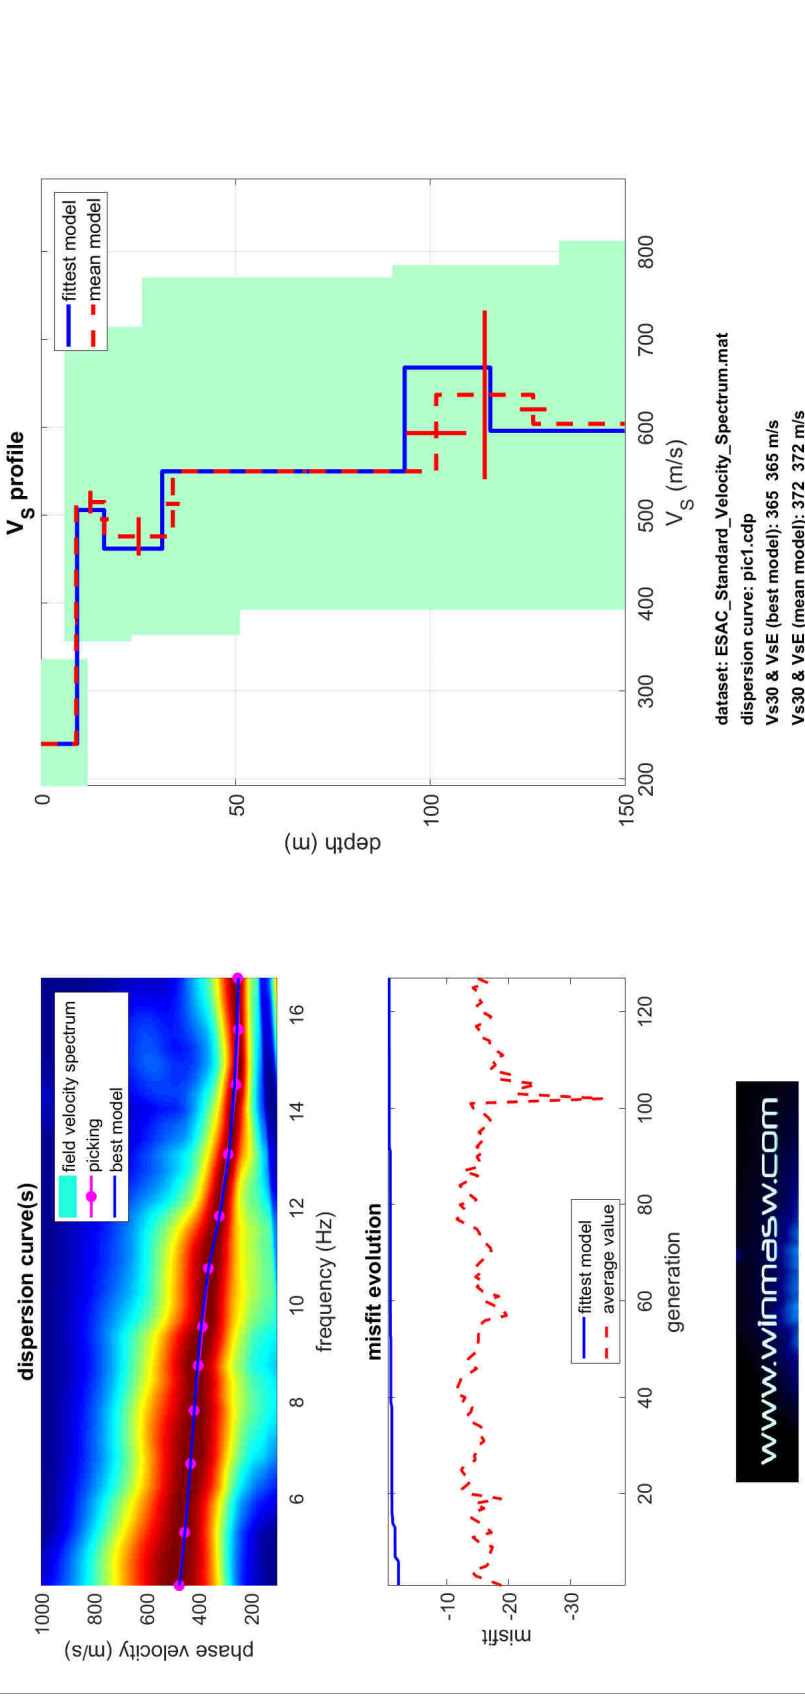 dispersion curve(s)
1000
800
600
400
200
phase velocity (m/s)
6
8
10
12
14
16
frequency (Hz)
field velocity spectrum
picking
best model
misfit evolution
-10
-20
-30
misfit
20
40
60
80
100
120
generation
fittest model
average value
www.winmasw.com
VS profile
fittest model
mean model
0
50
100
150
depth (m)
200
300
400
500
600
700
800
VS (m/s)
dataset: ESAC_Standard_Velocity_Spectrum.mat
dispersion curve: pic1.cdp
Vs30 & VsE (best model): 365 365 m/s
Vs30 & VsE (mean model): 372 372 m/s